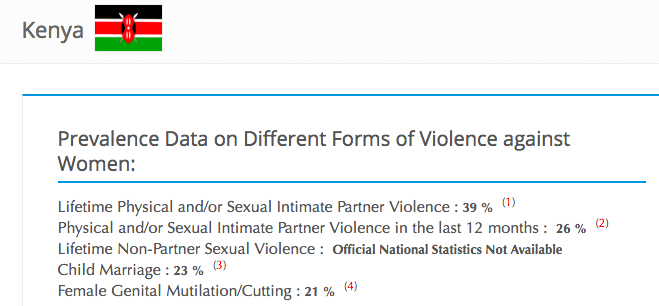 Kenya
Prevalence Data on Different Forms of Violence against
Women:
Lifetime Physical and/or Sexual Intimate Partner Violence : 39 % (1)
Physical and/or Sexual Intimate Partner Violence in the last 12 months : 26 % (2)
Lifetime Non-Partner Sexual Violence : Official National Statistics Not Available
Child Marriage : 23 % (3)
Female Genital Mutilation/Cutting : 21 % (4)